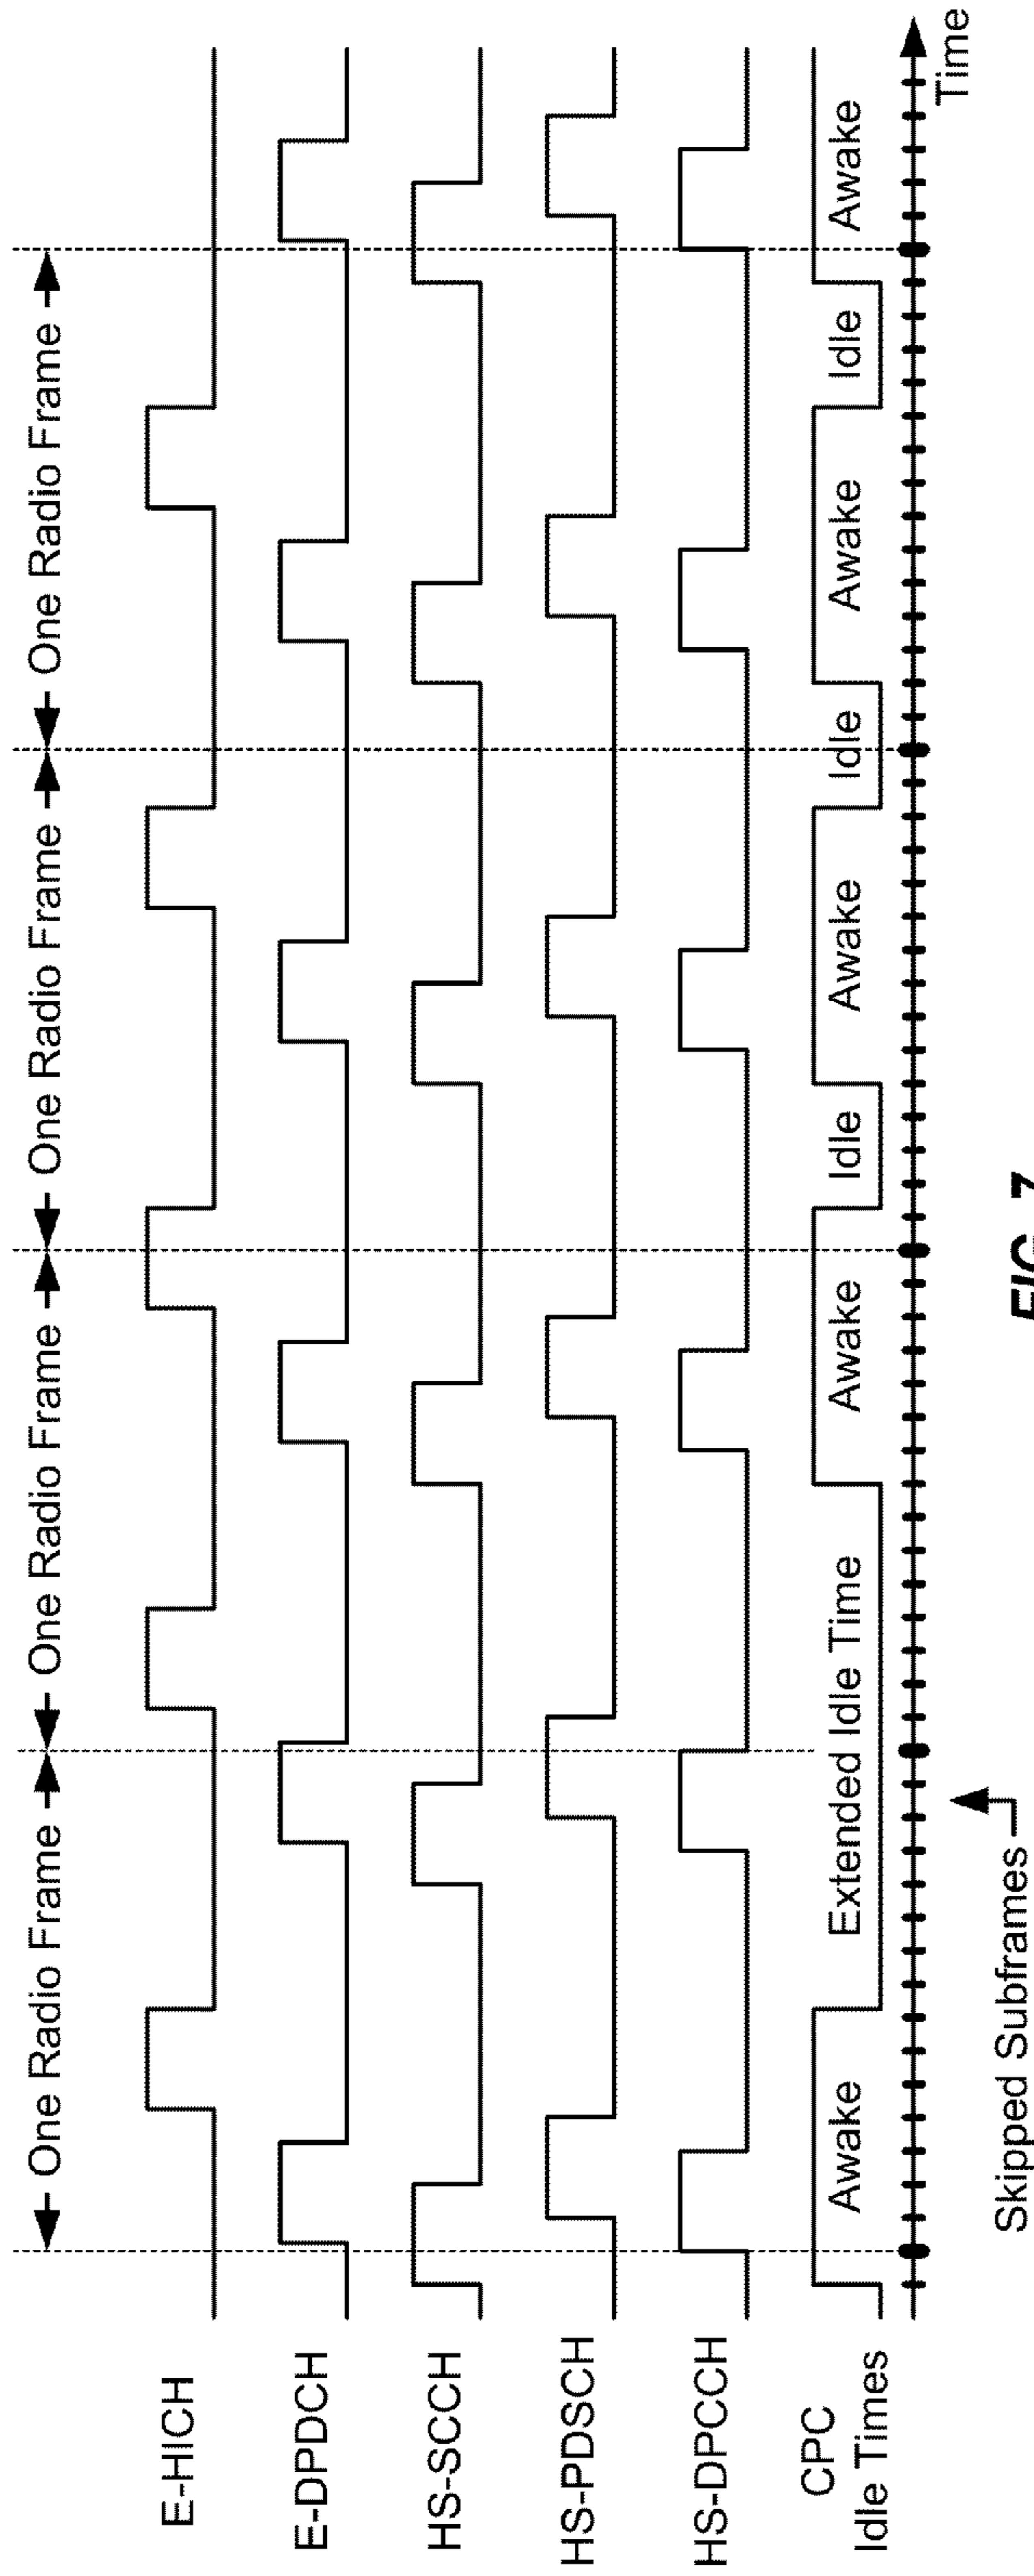 One Radio Frame
One Radio Frame
One Radio Frame
One Radio Frame
E-HICH
E-DPDCH
HS-SCCH
HS-PDSCH
HS-DPCCH
CPC
Idle Times
Awake
Extended Idle Time
Awake
Idle
Awake
Idle
Awake
Idle
Awake
Time
Skipped Subframes
FIG. 7